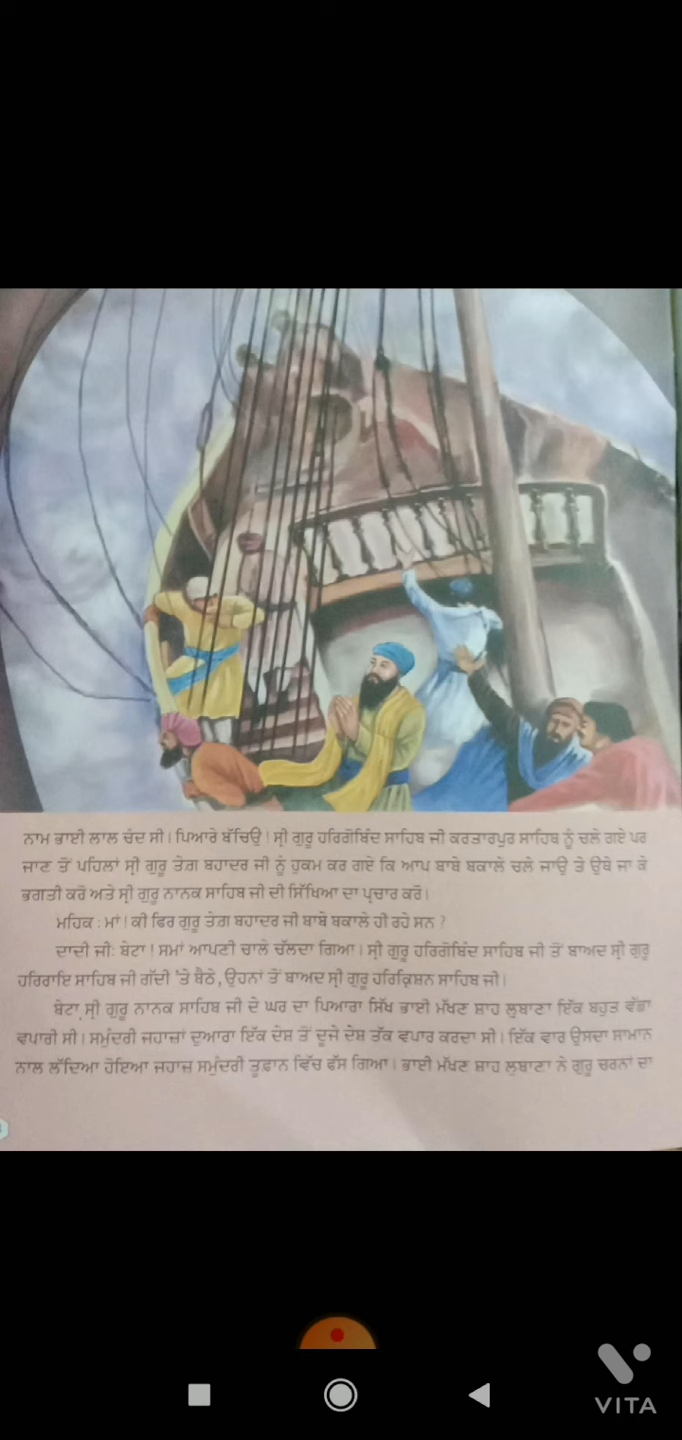 ਨਾਮ ਭਾਈ ਲਾਲ ਚੰਦ ਸੀ। ਪਿਆਰੇ ਬੱਚਿਉ! ਸ੍ਰੀ ਗੁਰੂ ਹਰਿਗੋਬਿੰਦ ਸਾਹਿਬ ਜੀ ਕਰਤਾਰਪੁਰ ਸਾਹਿਬ ਨੂੰ ਚਲੇ ਗਏ ਪਰ
ਜਾਣ ਤੋਂ ਪਹਿਲਾਂ ਸ੍ਰੀ ਗੁਰੂ ਤੇਗ਼ ਬਹਾਦਰ ਜੀ ਨੂੰ ਹੁਕਮ ਕਰ ਗਏ ਕਿ ਆਪ ਬਾਬੇ ਬਕਾਲੇ ਚਲੇ ਜਾਉ ਤੇ ਉਥੇ ਜਾ ਕੇ
ਭਗਤੀ ਕਰੋ ਅਤੇ ਸ੍ਰੀ ਗੁਰੂ ਨਾਨਕ ਸਾਹਿਬ ਜੀ ਦੀ ਸਿੱਖਿਆ ਦਾ ਪ੍ਰਚਾਰ ਕਰੋ।
ਮਹਿਕ : ਮਾਂ! ਕੀ ਫਿਰ ਗੁਰੂ ਤੇਗ਼ ਬਹਾਦਰ ਜੀ ਬਾਬੇ ਬਕਾਲੇ ਹੀ ਰਹੇ ਸਨ ?
ਦਾਦੀ ਜੀ: ਬੇਟਾ! ਸਮਾਂ ਆਪਣੀ ਚਾਲੇ ਚੱਲਦਾ ਗਿਆ। ਸ੍ਰੀ ਗੁਰੂ ਹਰਿਗੋਬਿੰਦ ਸਾਹਿਬ ਜੀ ਤੋਂ ਬਾਅਦ ਸ੍ਰੀ ਗੁਰੂ
ਹਰਿਰਾਇ ਸਾਹਿਬ ਜੀ ਗੱਦੀ 'ਤੇ ਬੈਠੇ, ਉਹਨਾਂ ਤੋਂ ਬਾਅਦ ਸ੍ਰੀ ਗੁਰੂ ਹਰਿਕ੍ਰਿਸ਼ਨ ਸਾਹਿਬ ਜੀ।
ਬੇਟਾ, ਸ੍ਰੀ ਗੁਰੂ ਨਾਨਕ ਸਾਹਿਬ ਜੀ ਦੇ ਘਰ ਦਾ ਪਿਆਰਾ ਸਿੱਖ ਭਾਈ ਮੱਖਣ ਸ਼ਾਹ ਲੁਬਾਣਾ ਇੱਕ ਬਹੁਤ ਵੱਡਾ
ਵਪਾਰੀ ਸੀ। ਸਮੁੰਦਰੀ ਜਹਾਜ਼ਾਂ ਦੁਆਰਾ ਇੱਕ ਦੇਸ਼ ਤੋਂ ਦੂਜੇ ਦੇਸ਼ ਤੱਕ ਵਪਾਰ ਕਰਦਾ ਸੀ। ਇੱਕ ਵਾਰ ਉਸਦਾ ਸਾਮਾਨ
ਨਾਲ ਲੱਦਿਆ ਹੋਇਆ ਜਹਾਜ਼ ਸਮੁੰਦਰੀ ਤੂਫ਼ਾਨ ਵਿੱਚ ਫੱਸ ਗਿਆ। ਭਾਈ ਮੱਖਣ ਸ਼ਾਹ ਲੁਬਾਣਾ ਨੇ ਗੁਰੂ ਚਰਨਾਂ ਦਾ
VITA